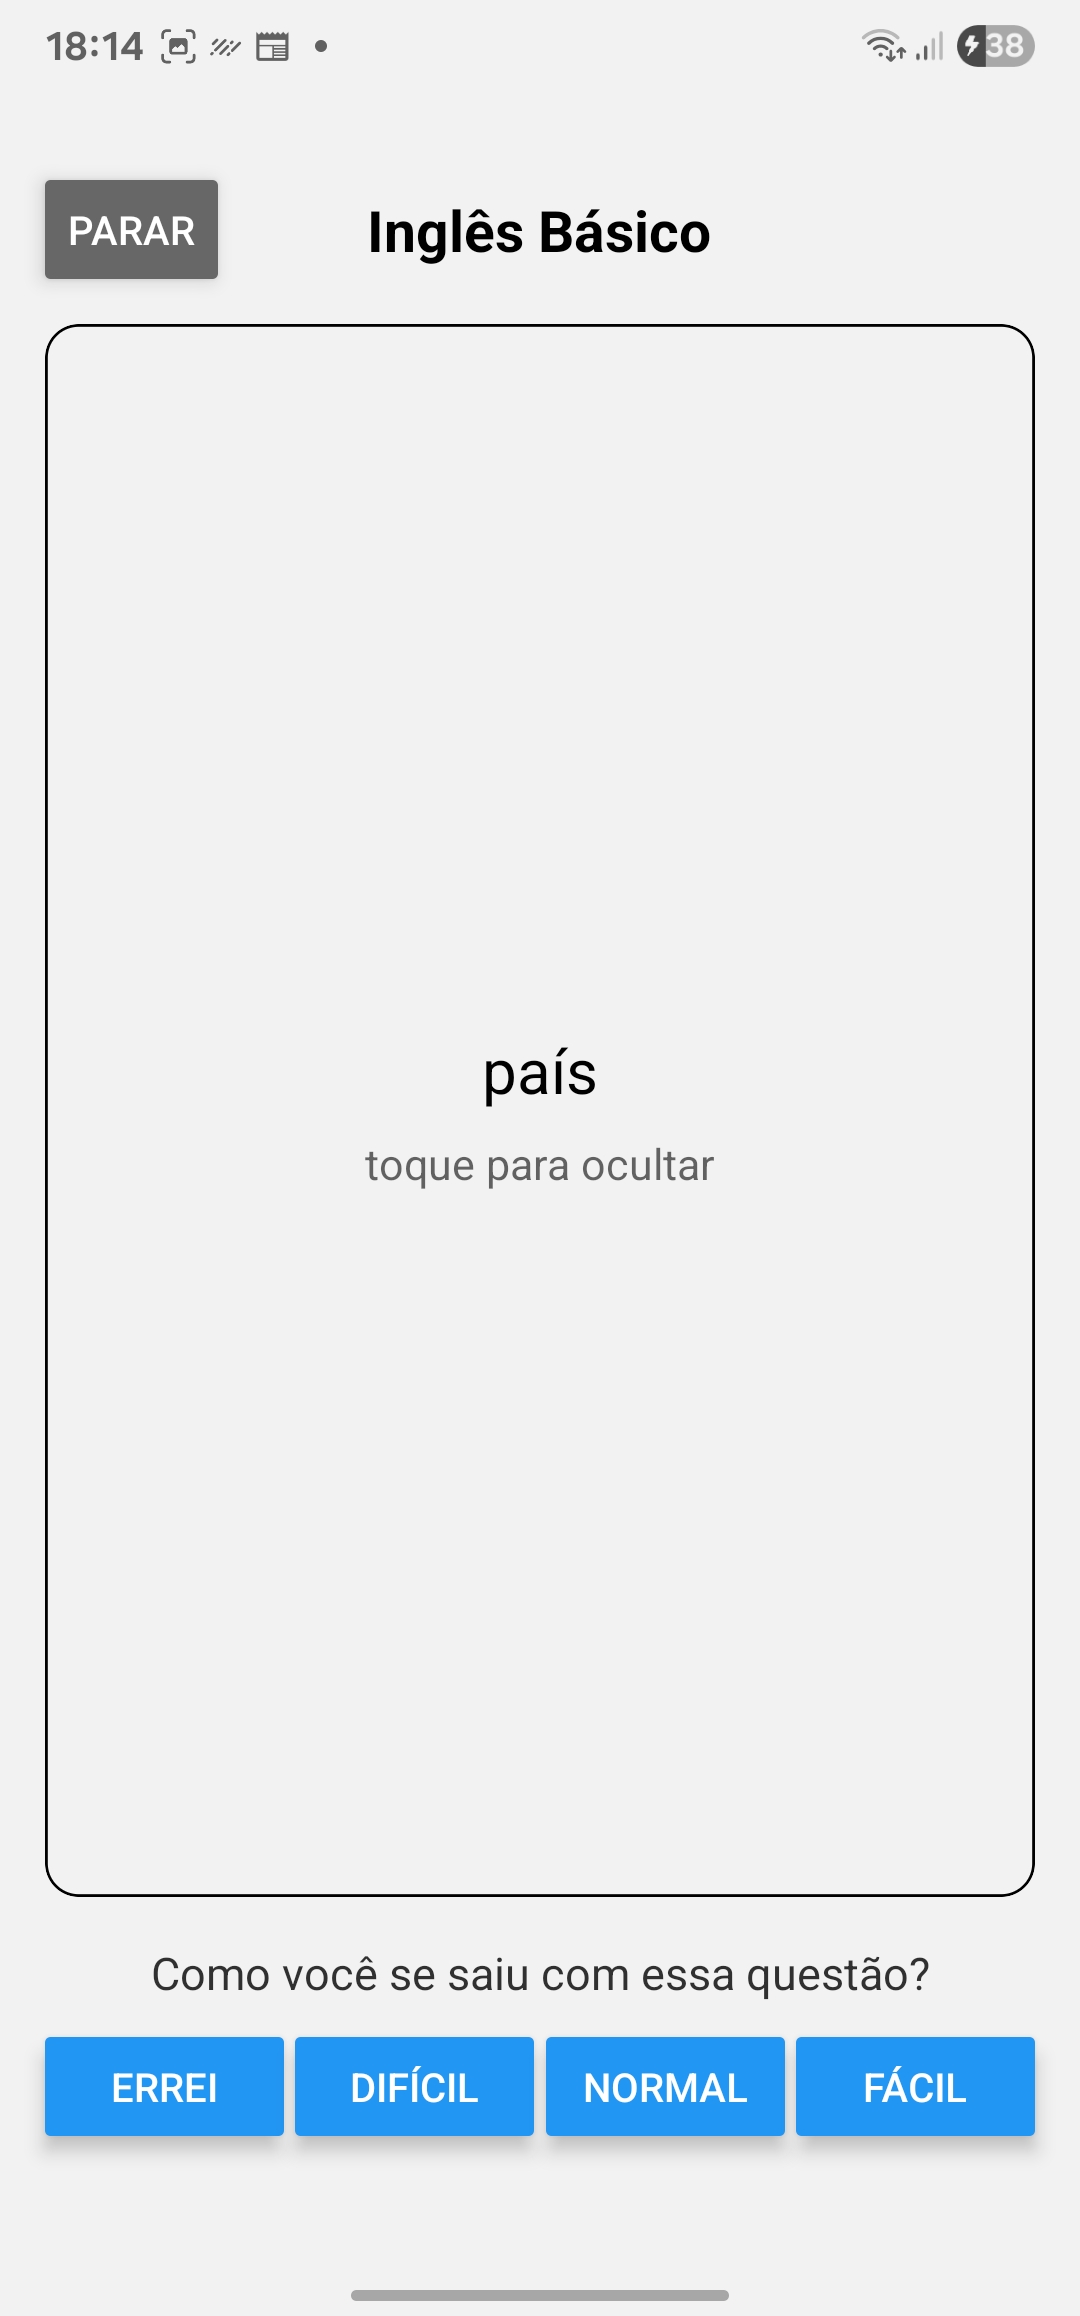 18:14
38
PARAR
Inglês Básico
país
toque para ocultar
Como você se saiu com essa questão?
ERREI
DIFÍCIL
NORMAL
FÁCIL